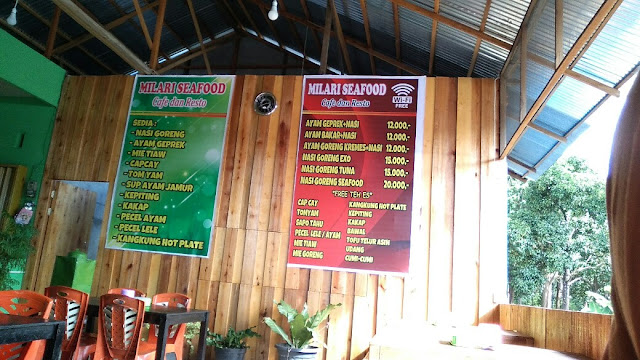 MILARI SEAFOOD
Cafe dan Resto
SEDIA :
- NASI GORENG
- AYAM GEPREK
- MIE TIAW
- CAPCAY
- TOM YAM
- SUP AYAM JAMUR
- KEPITING
- KAKAP
- PECEL AYAM
- PECEL LELE
- KANGKUNG HOT PLATE
MILARI SEAFOOD
Cafe dan Resto
Wi-Fi
FREE
AYAM GEPREK+NASI 12.000,-
AYAM BAKAR+NASI 12.000,-
AYAM GORENG KREMES+NASI 12.000,-
NASI GORENG EXO 15.000,-
NASI GORENG TUNA 15.000,-
NASI GORENG SEAFOOD 20.000,-
"FREE TEH ES"
CAP CAY KANGKUNG HOT PLATE
TOMYAM KEPITING
SAPO TAHU KAKAP
PECEL LELE / AYAM BAWAL
MIE TIAW TOFU TELUR ASIN
MIE GORENG UDANG
CUMI-CUMI